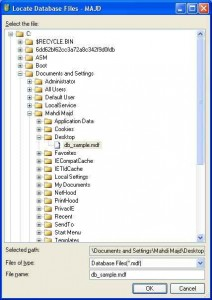 Locate Database Files - MAJD
Select the file:
C:
$RECYCLE.BIN
ASM
Boot
Documents and Settings
Administrator
All Users
Default User
LocalService
Mahdi Majd
Application Data
Cookies
Desktop
db_sample.mdf
Favorites
IECompatCache
IETldCache
Local Settings
My Documents
NetHood
PrintHood
PrivacIE
Recent
SendTo
Start Menu
Templates
Selected path:
\Documents and Settings\Mahdi Majd\Desktop
Files of type:
Database Files(*.mdf)
File name:
db_sample.mdf
OK
Cancel